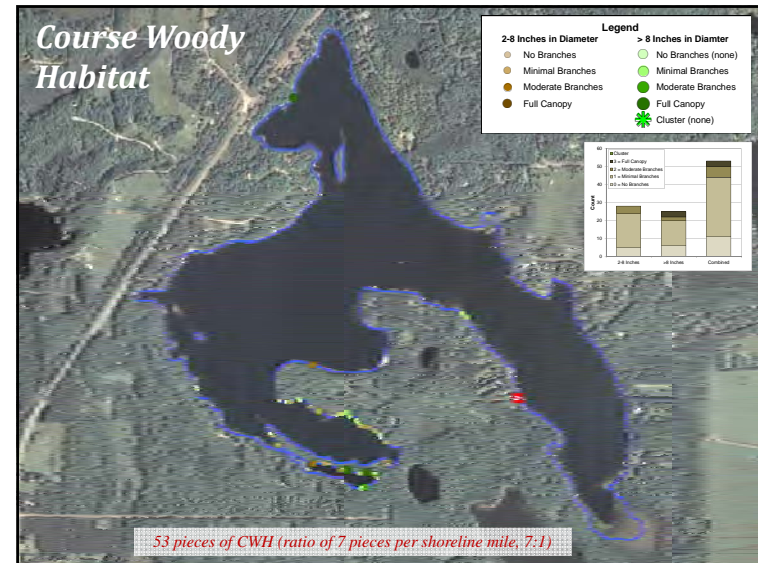 Course Woody
Habitat
Legend
2-8 Inches in Diameter
No Branches
Minimal Branches
Moderate Branches
Full Canopy
> 8 Inches in Diamter
No Branches (none)
Minimal Branches
Moderate Branches
Full Canopy
Cluster (none)
60
50
40
30
20
10
0
Count
Cluster
3 = Full Canopy
2 = Moderate Branches
1 = Minimal Branches
0 = No Branches
2-8 Inches
>8 Inches
Combined
53 pieces of CWH (ratio of 7 pieces per shoreline mile, 7:1)